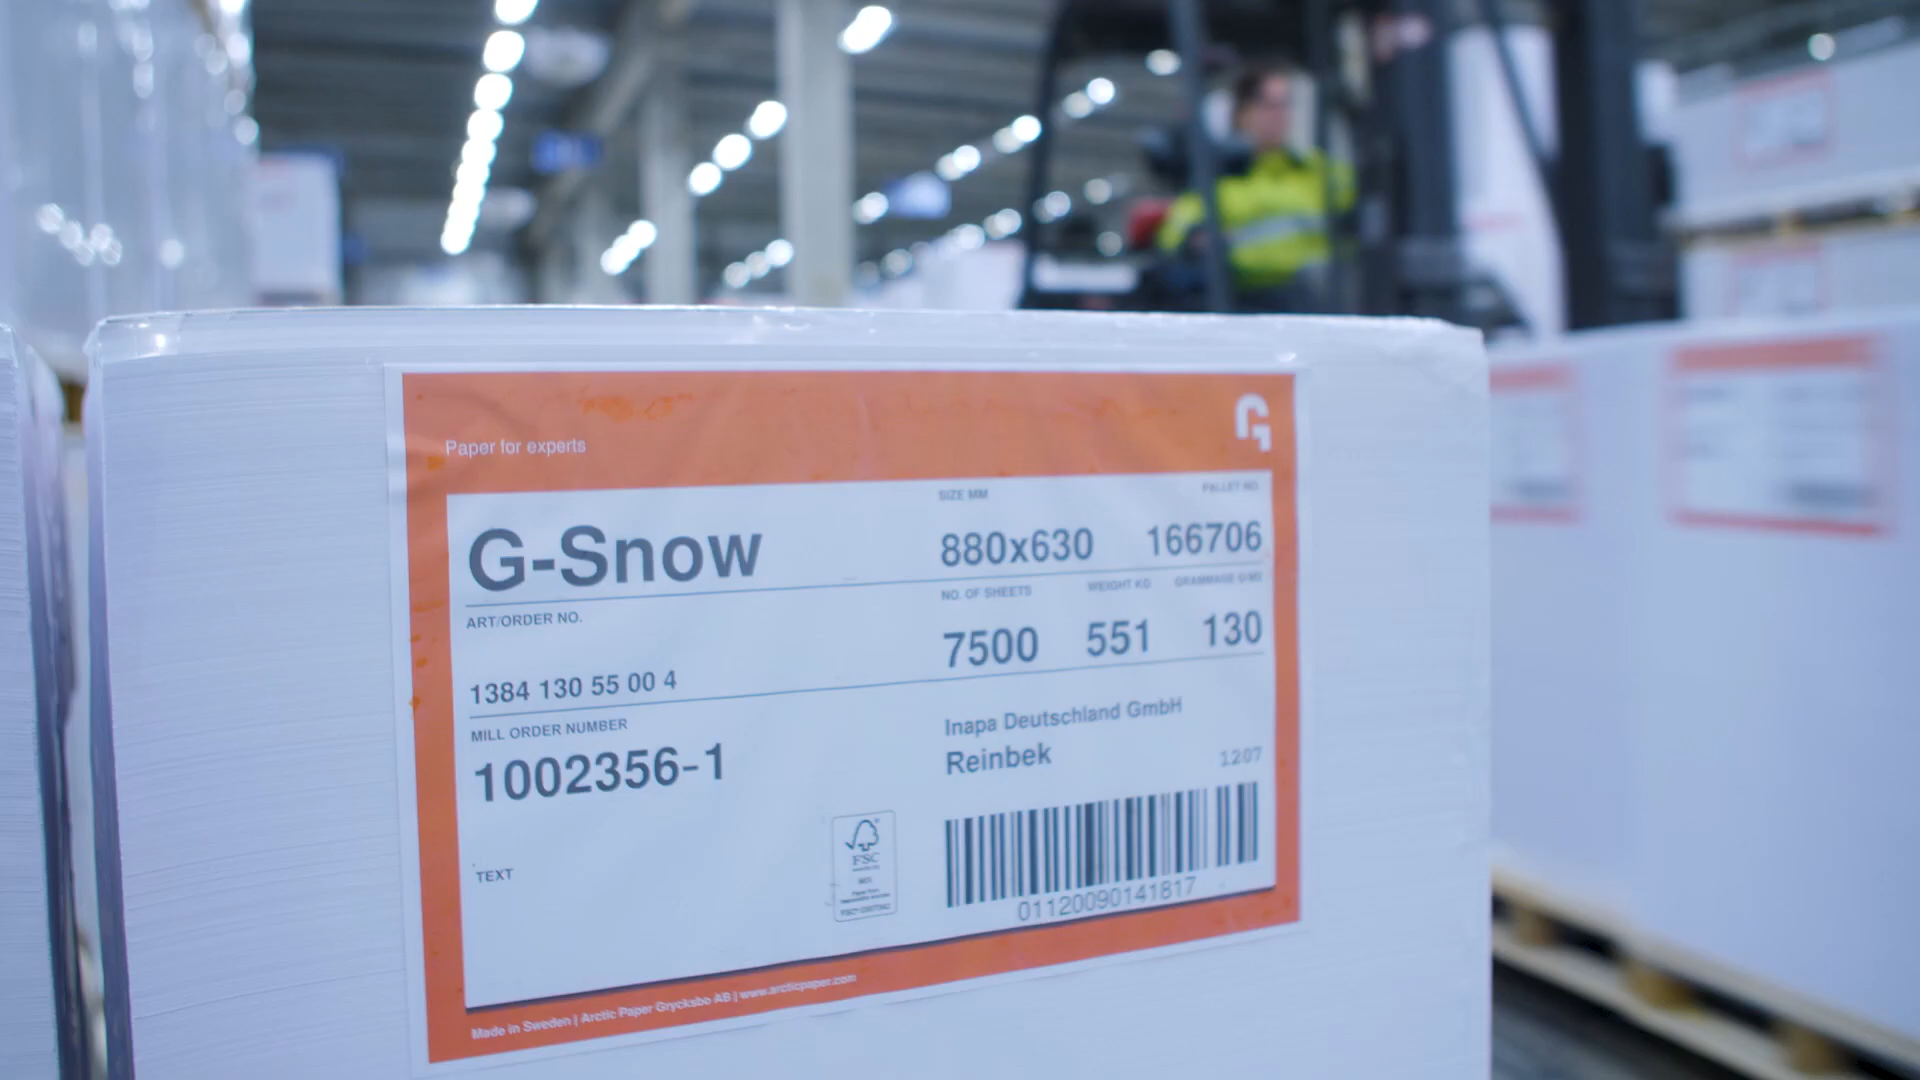 Paper for experts
G-Snow
SIZE MM
PALLET NO.
880x630
166706
ART/ORDER NO.
NO. OF SHEETS
WEIGHT KG
GRAMMAGE G/M2
7500
551
130
1384 130 55 00 4
MILL ORDER NUMBER
1002356-1
Inapa Deutschland GmbH
Reinbek
1207
TEXT
FSC
01120090141817
Made in Sweden | Arctic Paper Grycksbo AB | www.arcticpaper.com